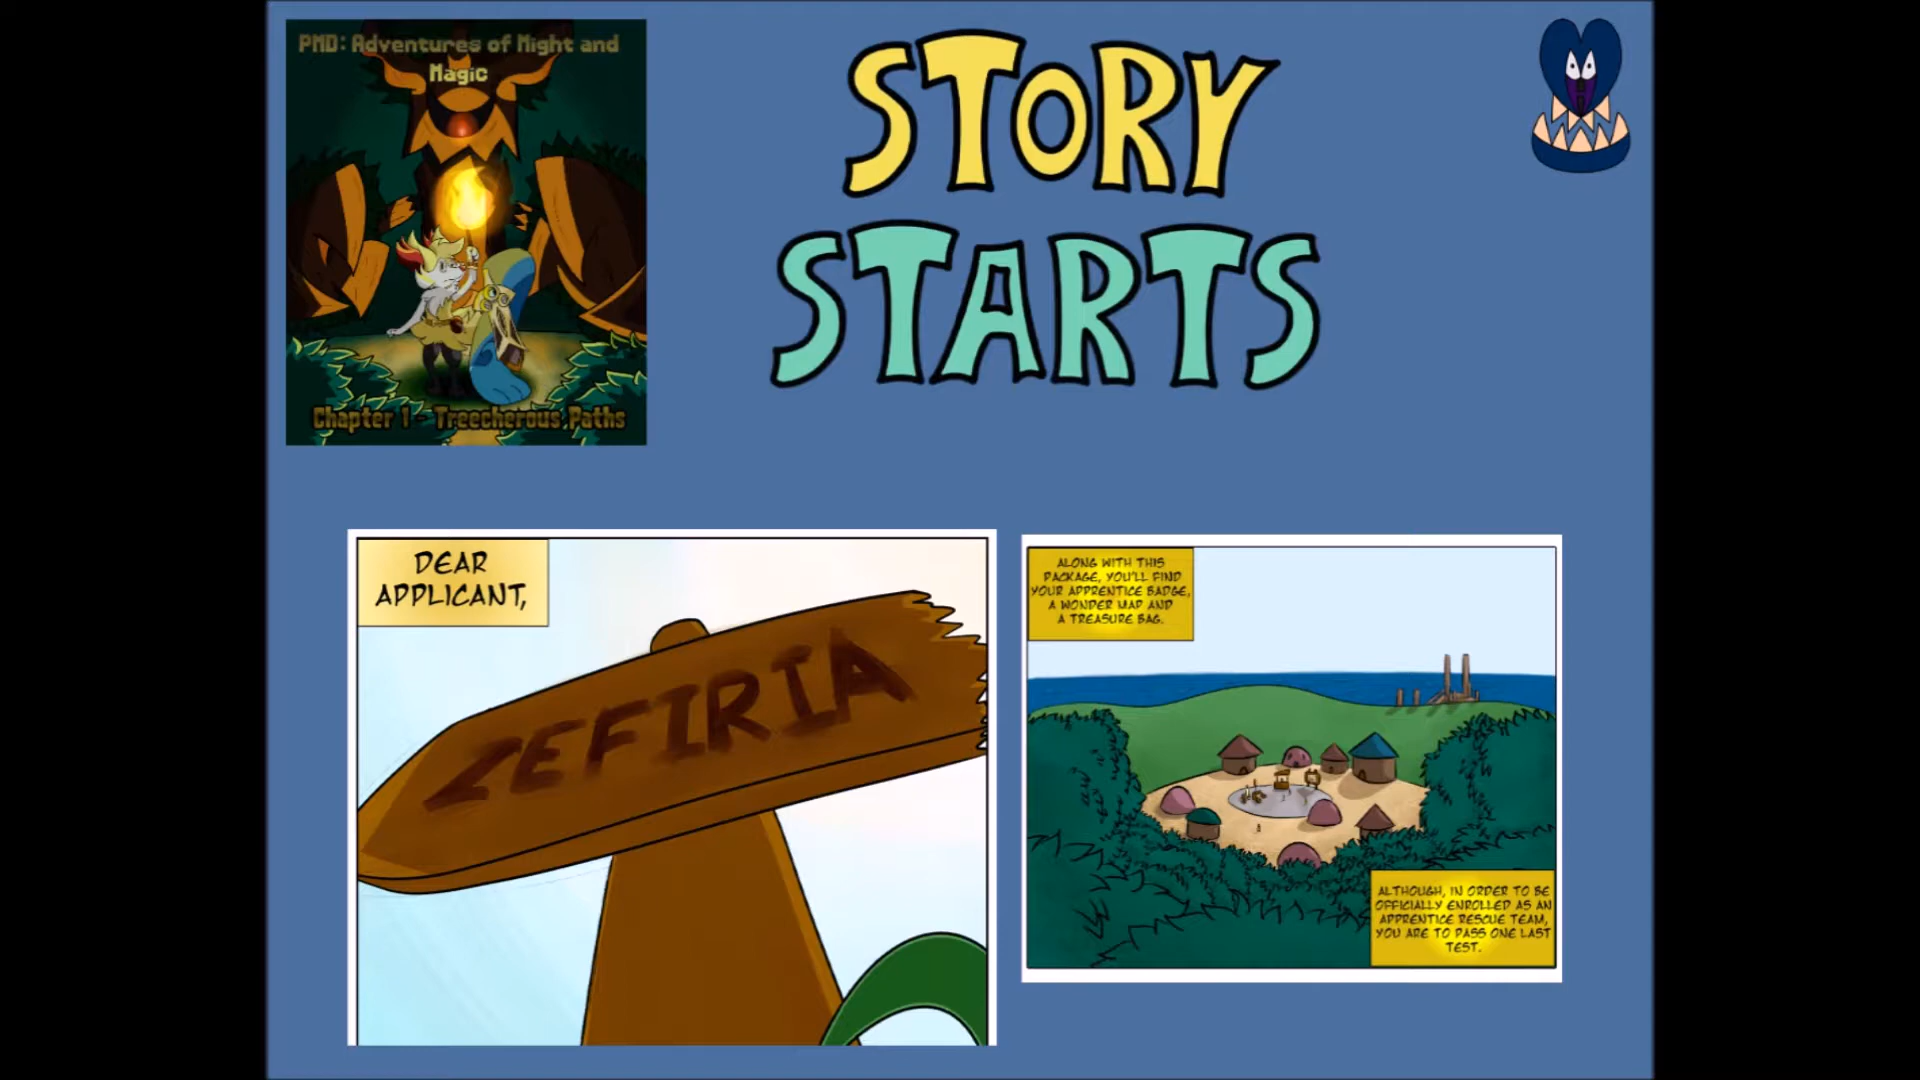 PMD: Adventures of Might and
Magic
Chapter 1 - Treecherous Paths
STORY
STARTS
DEAR
APPLICANT,
ZEFIRIA
ALONG WITH THIS
PACKAGE, YOU'LL FIND
YOUR APPRENTICE BADGE,
A WONDER MAP AND
A TREASURE BAG.
ALTHOUGH, IN ORDER TO BE
OFFICIALLY ENROLLED AS AN
APPRENTICE RESCUE TEAM,
YOU ARE TO PASS ONE LAST
TEST.